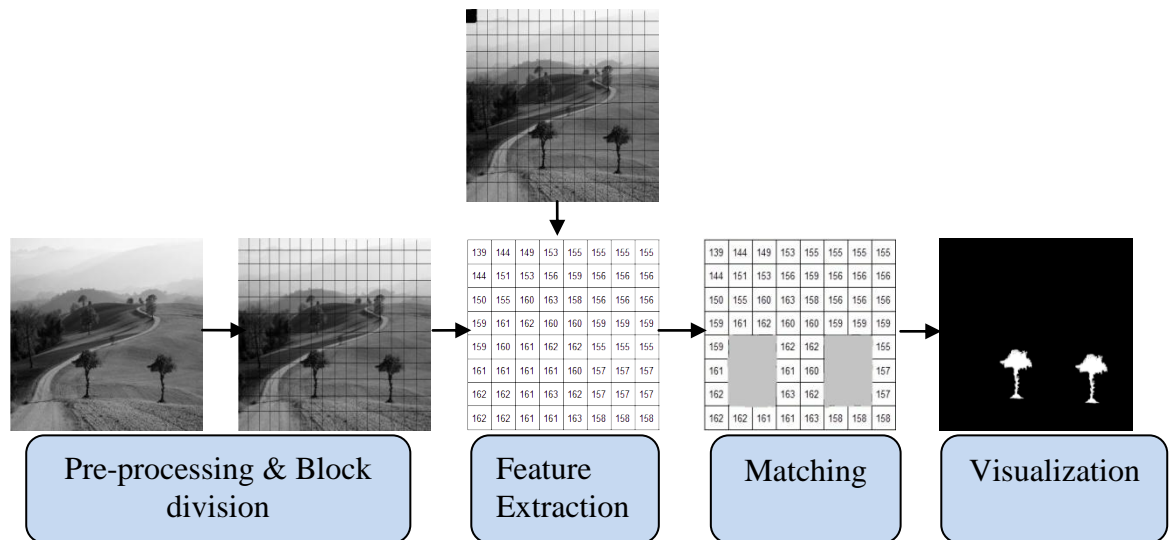 139 144 149 153 155 155 155 155
144 151 153 156 159 156 156 156
150 155 160 163 158 156 156 156
159 161 162 160 160 159 159 159
159 160 161 162 162 155 155 155
161 161 161 161 160 157 157 157
162 162 161 163 162 157 157 157
162 162 161 161 163 158 158 158
139 144 149 153 155 155 155 155
144 151 153 156 159 156 156 156
150 155 160 163 158 156 156 156
159 161 162 160 160 159 159 159
159 162 162 155
161 161 160 157
162 163 162 157
162 162 161 161 163 158 158 158
Pre-processing & Block
division
Feature
Extraction
Matching
Visualization